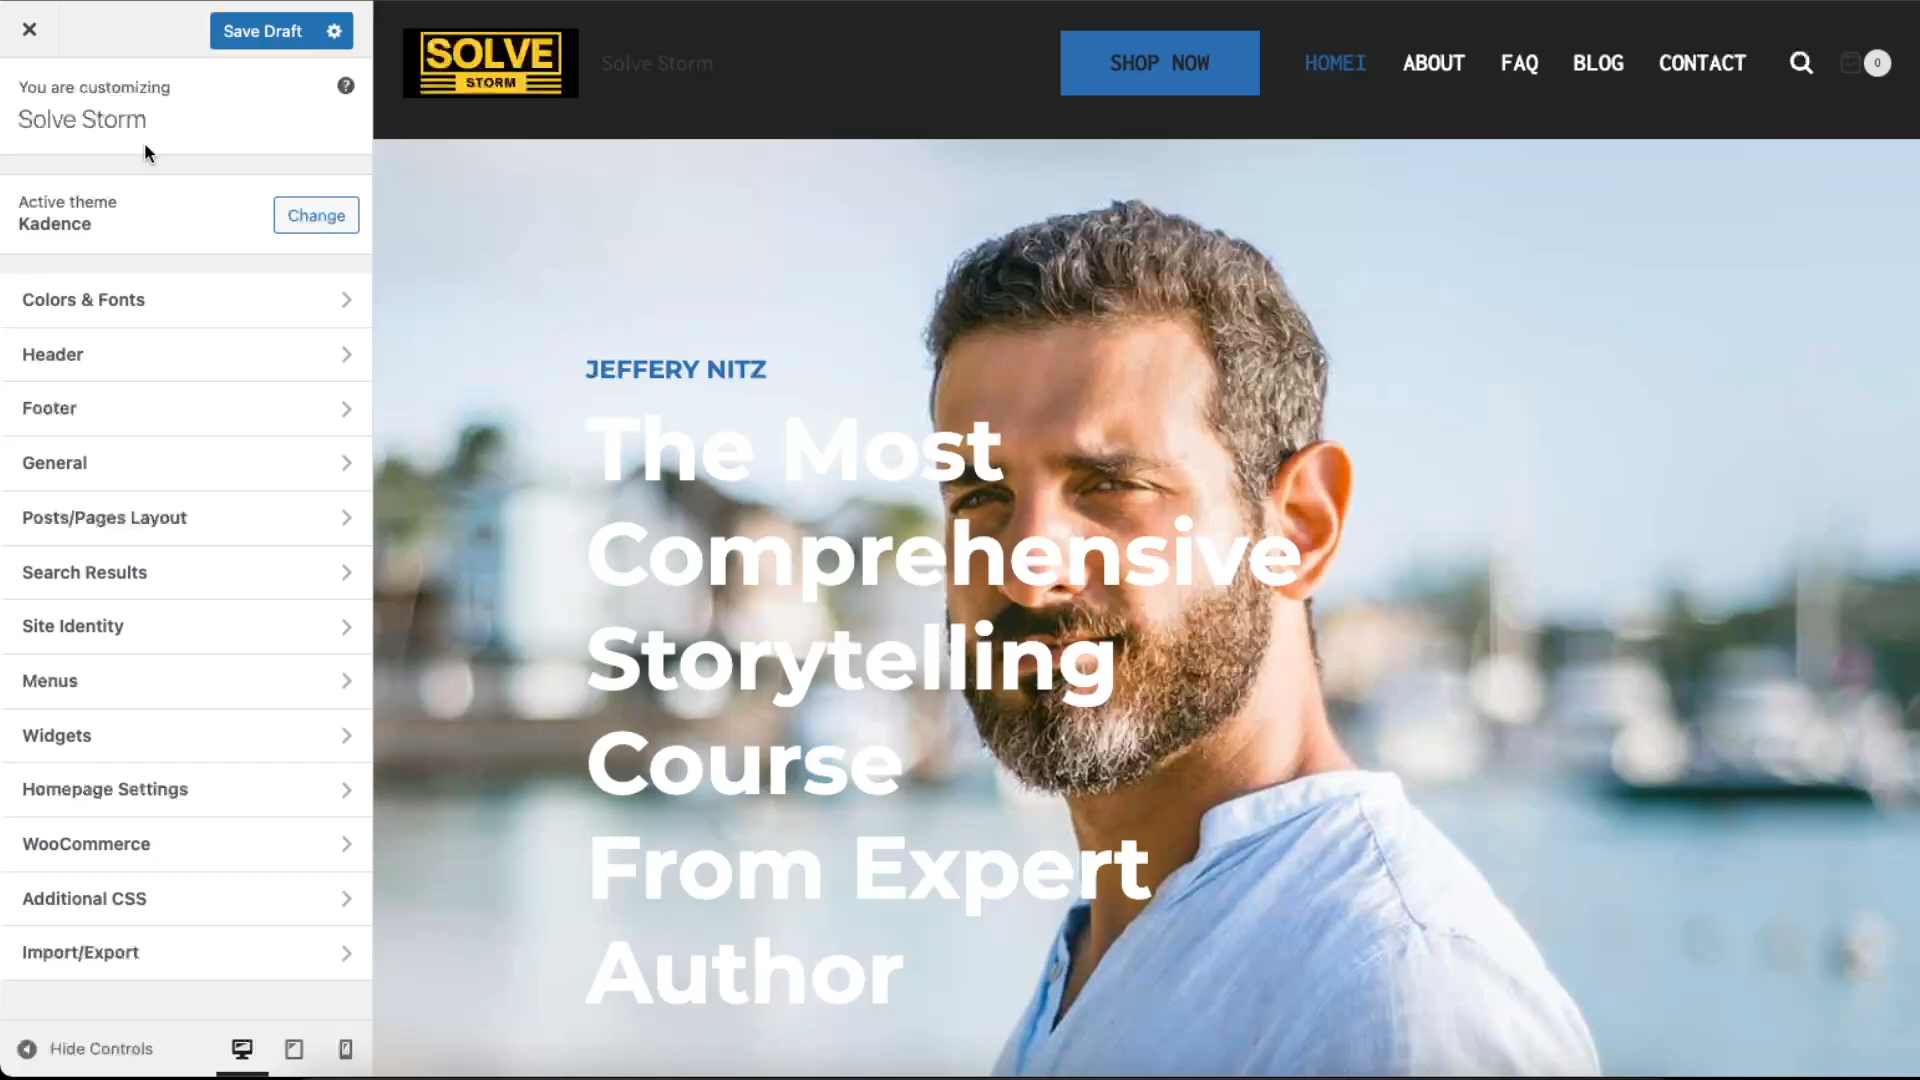 Save Draft
You are customizing
Solve Storm
Active theme
Kadence
Change
Colors & Fonts
Header
Footer
General
Posts/Pages Layout
Search Results
Site Identity
Menus
Widgets
Homepage Settings
WooCommerce
Additional CSS
Import/Export
Hide Controls
SOLVE
STORM
Solve Storm
SHOP NOW
HOMEI
ABOUT
FAQ
BLOG
CONTACT
0
JEFFERY NITZ
The Most
Comprehensive
Storytelling
Course
From Expert
Author